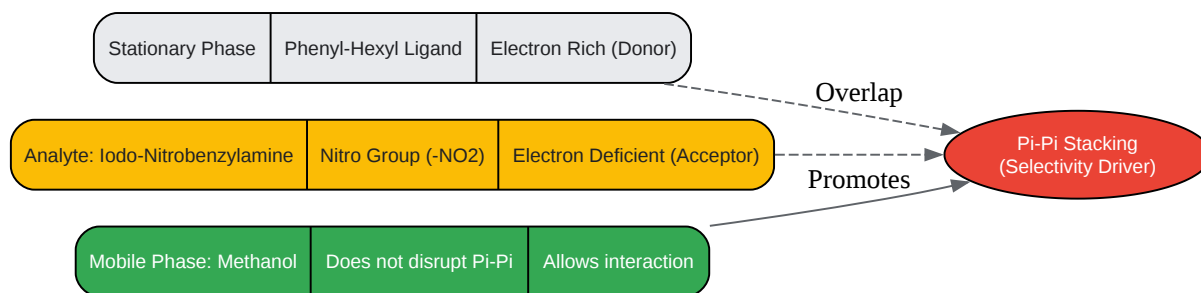 Stationary Phase
Phenyl-Hexyl Ligand
Electron Rich (Donor)
Overlap
Analyte: Iodo-Nitrobenzylamine
Nitro Group (-NO2)
Electron Deficient (Acceptor)
Pi-Pi Stacking
(Selectivity Driver)
Promotes
Mobile Phase: Methanol
Does not disrupt Pi-Pi
Allows interaction